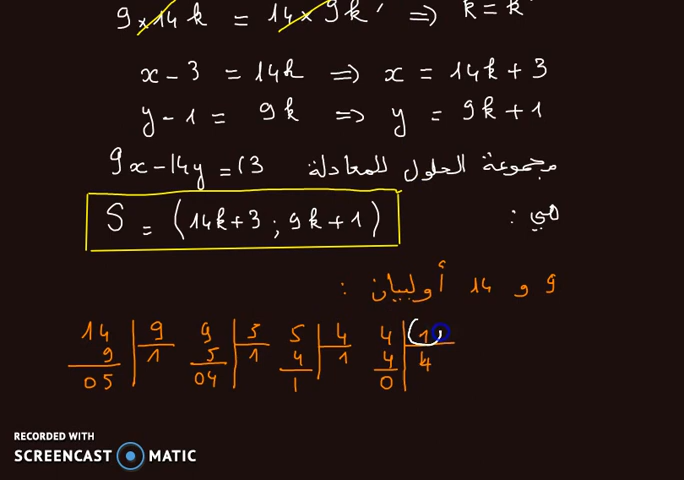 9×14k = 14×9k' ⇒ k = k'
x - 3 = 14k ⇒ x = 14k + 3
y - 1 = 9k ⇒ y = 9k + 1
مجموعة الحلول للمعادلة 9x - 14y = 13
هي :
S = (14k+3 ; 9k+1)
9 و 14 أوليان :
14 | 9 9 | 5 5 | 4 4 | 1
9 | 1 5 | 1 4 | 1 4 | 4
05 04 1 0
RECORDED WITH
SCREENCAST MATIC